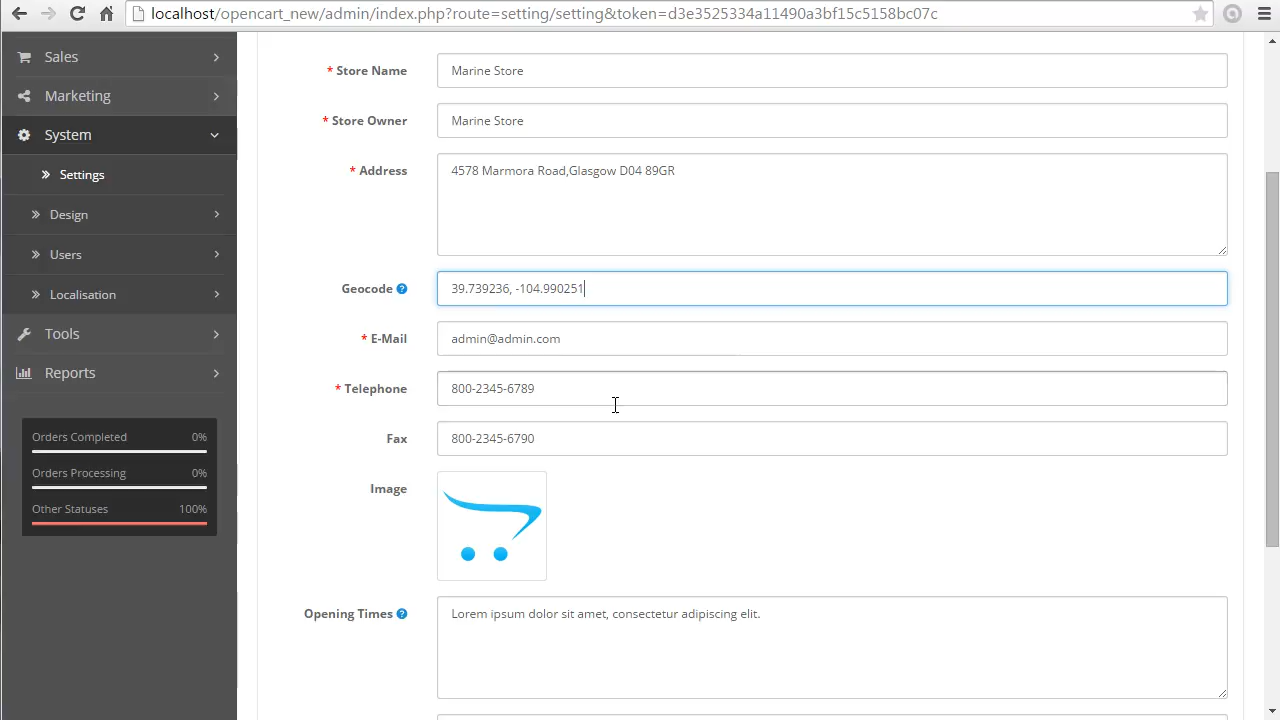 localhost/opencart_new/admin/index.php?route=setting/setting&token=d3e3525334a11490a3bf15c5158bc07c
Sales
Marketing
System
Settings
Design
Users
Localisation
Tools
Reports
Orders Completed 0%
Orders Processing 0%
Other Statuses 100%
* Store Name Marine Store
* Store Owner Marine Store
* Address 4578 Marmora Road,Glasgow D04 89GR
Geocode ? 39.739236, -104.990251
* E-Mail admin@admin.com
* Telephone 800-2345-6789
Fax 800-2345-6790
Image
Opening Times ? Lorem ipsum dolor sit amet, consectetur adipiscing elit.